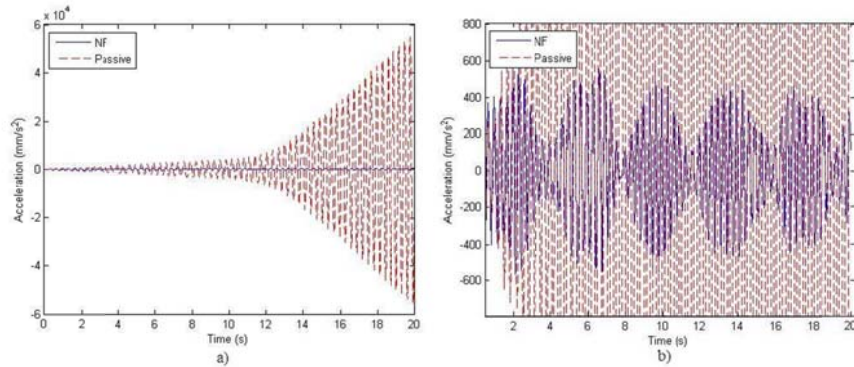 x 10⁴
6
4
2
0
-2
-4
-6
Acceleration (mm/s²)
NF
Passive
0 2 4 6 8 10 12 14 16 18 20
Time (s)
a)
800
600
400
200
0
-200
-400
-600
Acceleration (mm/s²)
NF
Passive
2 4 6 8 10 12 14 16 18 20
Time (s)
b)